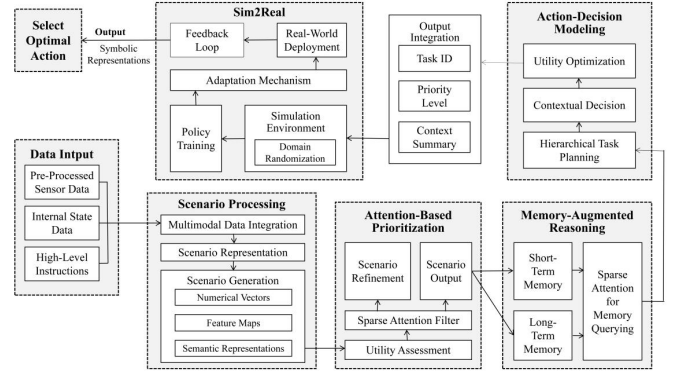 Select
Optimal
Action
Output
Symbolic
Representations
Sim2Real
Feedback
Loop
Real-World
Deployment
Adaptation Mechanism
Policy
Training
Simulation
Environment
Domain
Randomization
Output
Integration
Task ID
Priority
Level
Context
Summary
Action-Decision
Modeling
Utility Optimization
Contextual Decision
Hierarchical Task
Planning
Data Intput
Pre-Processed
Sensor Data
Internal State
Data
High-Level
Instructions
Scenario Processing
Multimodal Data Integration
Scenario Representation
Scenario Generation
Numerical Vectors
Feature Maps
Semantic Representations
Attention-Based
Prioritization
Scenario
Refinement
Scenario
Output
Sparse Attention Filter
Utility Assessment
Memory-Augmented
Reasoning
Short-
Term
Memory
Long-
Term
Memory
Sparse
Attention
for
Memory
Querying